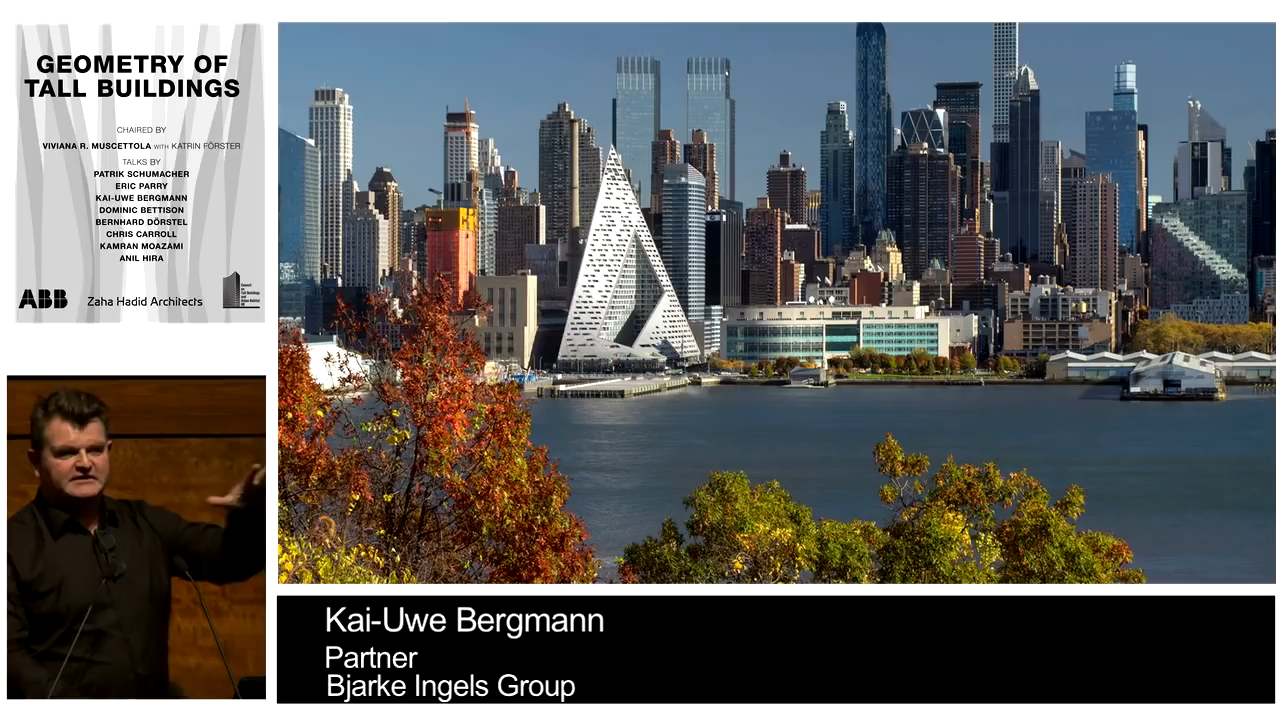 GEOMETRY OF
TALL BUILDINGS
CHAIRED BY
VIVIANA R. MUSCETTOLA WITH KATRIN FÖRSTER
TALKS BY
PATRIK SCHUMACHER
ERIC PARRY
KAI-UWE BERGMANN
DOMINIC BETTISON
BERNHARD DÖRSTEL
CHRIS CARROLL
KAMRAN MOAZAMI
ANIL HIRA
ABB
Zaha Hadid Architects
Kai-Uwe Bergmann
Partner
Bjarke Ingels Group